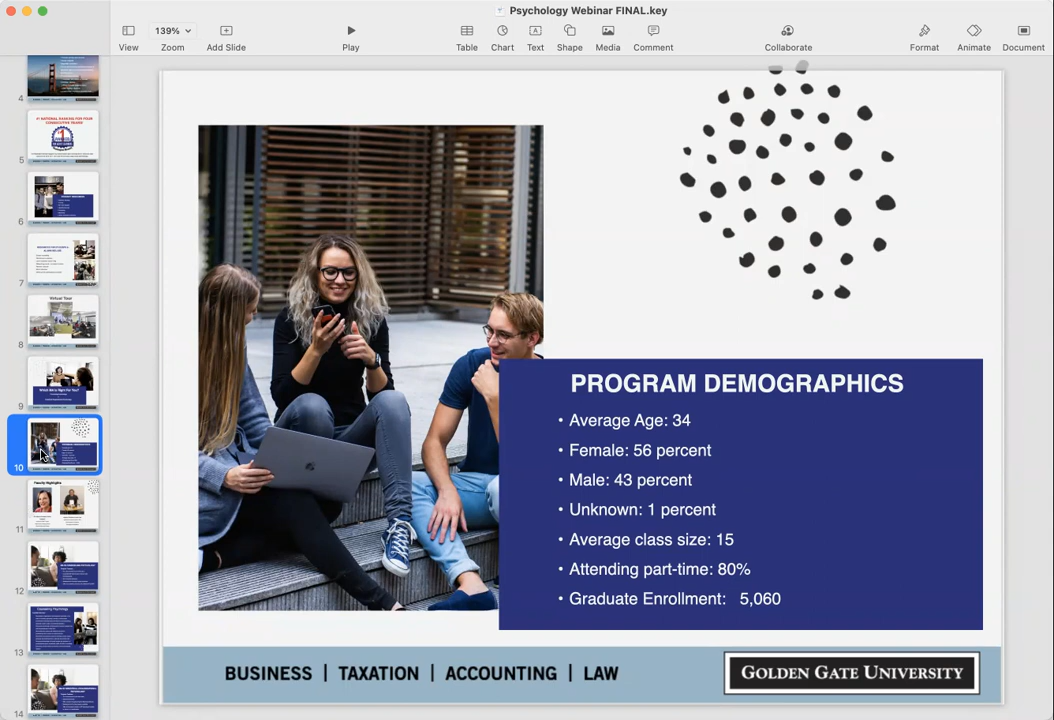 Psychology Webinar FINAL.key
139%
View
Zoom
Add Slide
Play
Table
Chart
Text
Shape
Media
Comment
Collaborate
Format
Animate
Document
4
5
6
7
Virtual Tour
8
9
10
Faculty Highlights
11
12
13
14
PROGRAM DEMOGRAPHICS
• Average Age: 34
• Female: 56 percent
• Male: 43 percent
• Unknown: 1 percent
• Average class size: 15
• Attending part-time: 80%
• Graduate Enrollment: 5,060
BUSINESS | TAXATION | ACCOUNTING | LAW
GOLDEN GATE UNIVERSITY